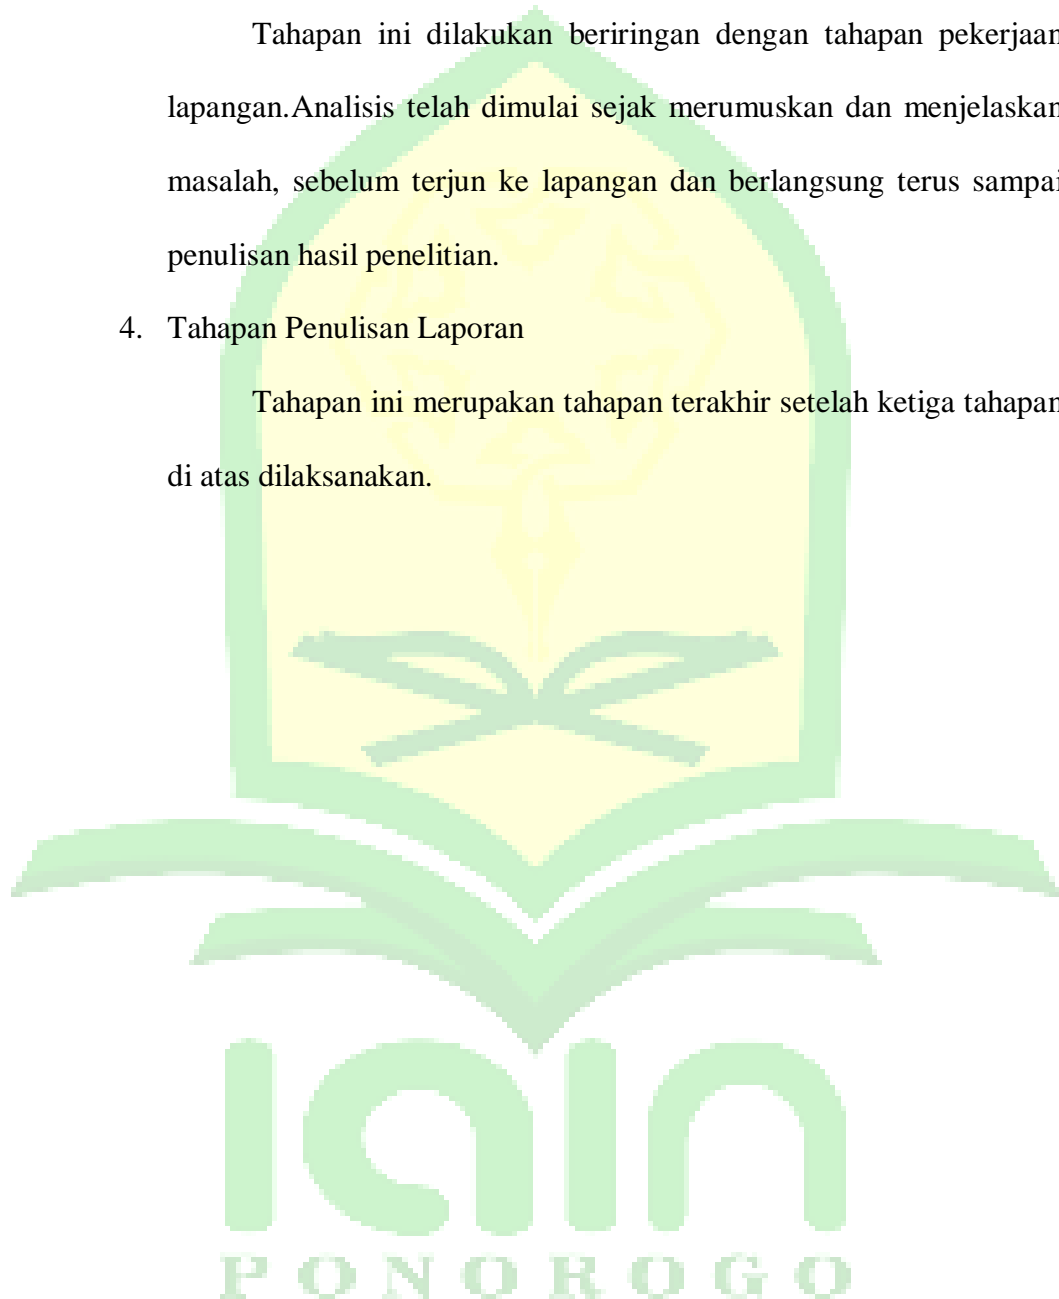 Tahapan ini dilakukan beriringan dengan tahapan pekerjaan
lapangan.Analisis telah dimulai sejak merumuskan dan menjelaskan
masalah, sebelum terjun ke lapangan dan berlangsung terus sampai
penulisan hasil penelitian.
4. Tahapan Penulisan Laporan
Tahapan ini merupakan tahapan terakhir setelah ketiga tahapan
di atas dilaksanakan.
iain
PONOROGO